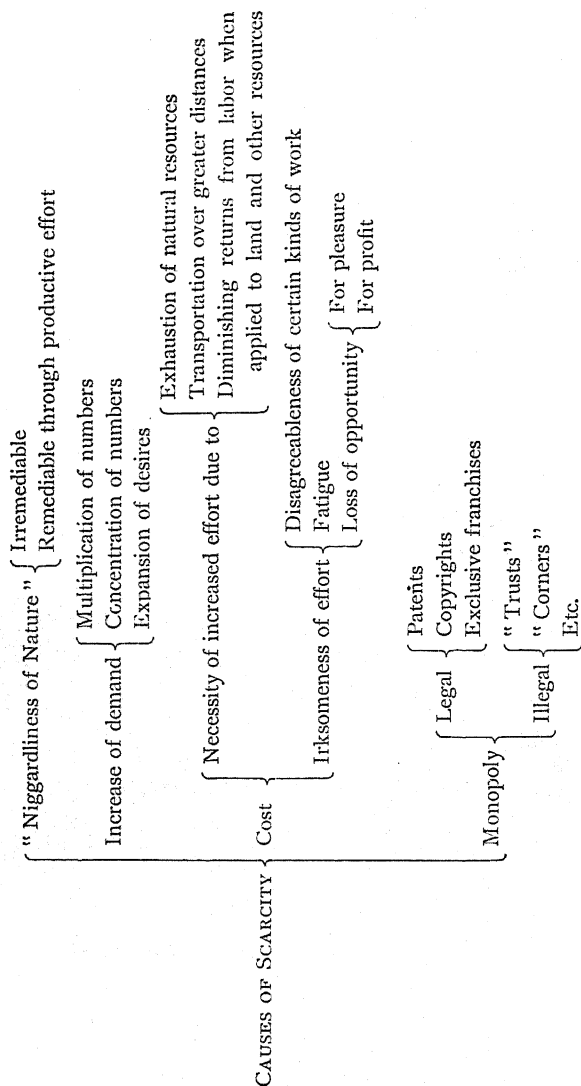 CAUSES OF SCARCITY
“ Niggardliness of Nature ”
Irremediable
Remediable through productive effort
Increase of demand
Multiplication of numbers
Concentration of numbers
Expansion of desires
Cost
Necessity of increased effort due to
Exhaustion of natural resources
Transportation over greater distances
Diminishing returns from labor when
applied to land and other resources
Irksomeness of effort
Disagreeableness of certain kinds of work
Fatigue
Loss of opportunity
For pleasure
For profit
Monopoly
Legal
Patents
Copyrights
Exclusive franchises
Illegal
“ Trusts ”
“ Corners ”
Etc.